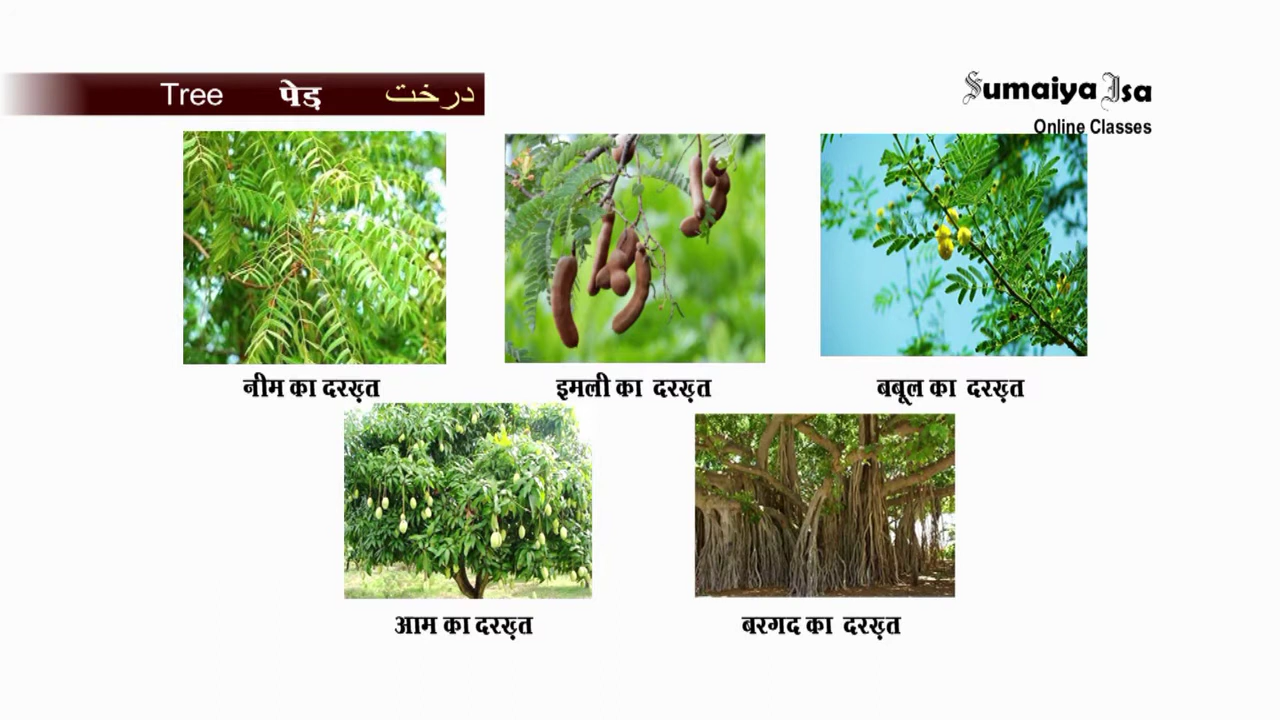 Tree पेड़ درخت
Sumaiya Isa
Online Classes
नीम का दरख़्त
इमली का दरख़्त
बबूल का दरख़्त
आम का दरख़्त
बरगद का दरख़्त